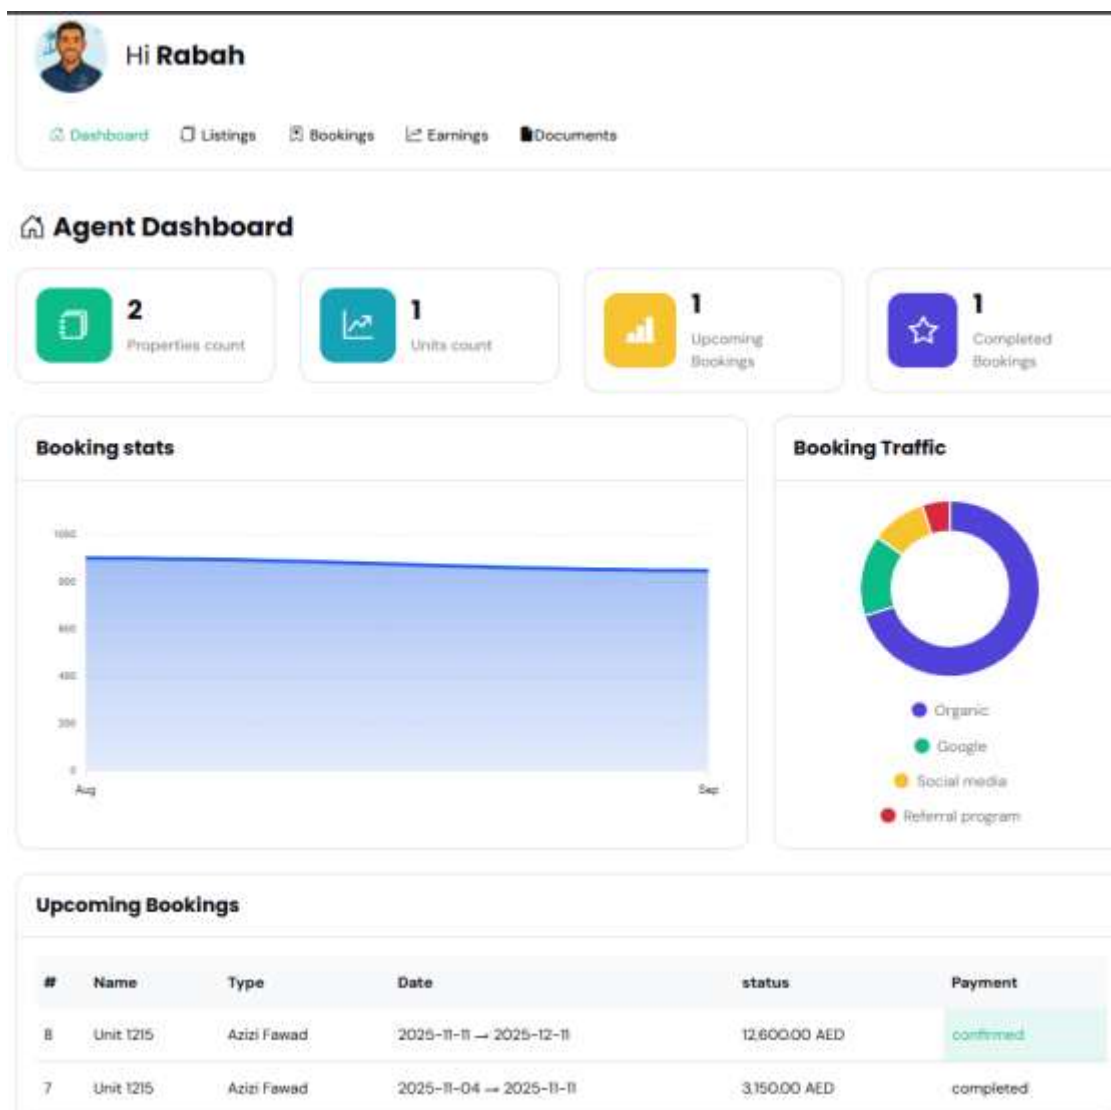 Hi Rabah
Dashboard Listings Bookings Earnings Documents
Agent Dashboard
2
Properties count
1
Units count
1
Upcoming
Bookings
1
Completed
Bookings
Booking stats
1000
800
600
400
200
0
Aug Sep
Booking Traffic
Organic
Google
Social media
Referral program
Upcoming Bookings
# Name Type Date status Payment
8 Unit 1215 Azizi Fawad 2025-11-11 → 2025-12-11 12,600.00 AED confirmed
7 Unit 1215 Azizi Fawad 2025-11-04 → 2025-11-11 3,150.00 AED completed